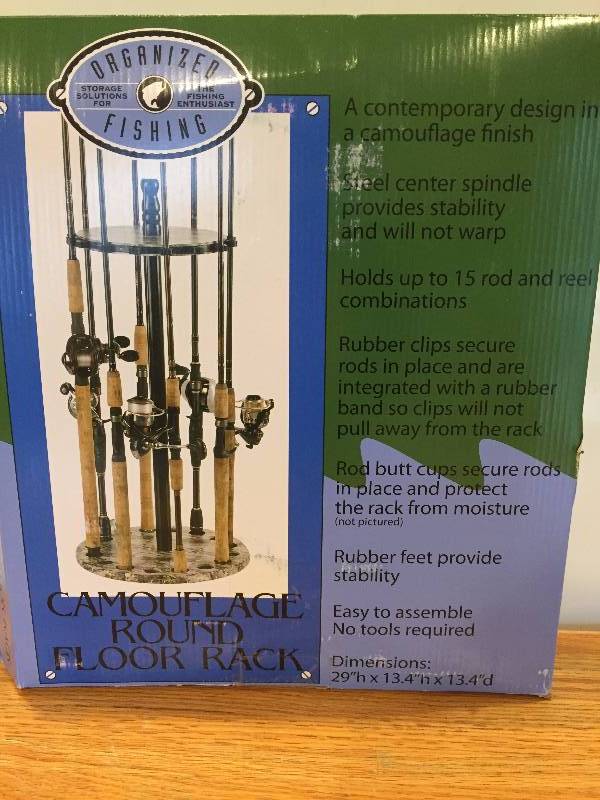 ORGANIZED
STORAGE SOLUTIONS FOR
THE FISHING ENTHUSIAST
FISHING
A contemporary design in
a camouflage finish
Steel center spindle
provides stability
and will not warp
Holds up to 15 rod and reel
combinations
Rubber clips secure
rods in place and are
integrated with a rubber
band so clips will not
pull away from the rack
Rod butt cups secure rods
in place and protect
the rack from moisture
(not pictured)
Rubber feet provide
stability
Easy to assemble
No tools required
Dimensions:
29"h x 13.4"h x 13.4"d
CAMOUFLAGE
ROUND
FLOOR RACK